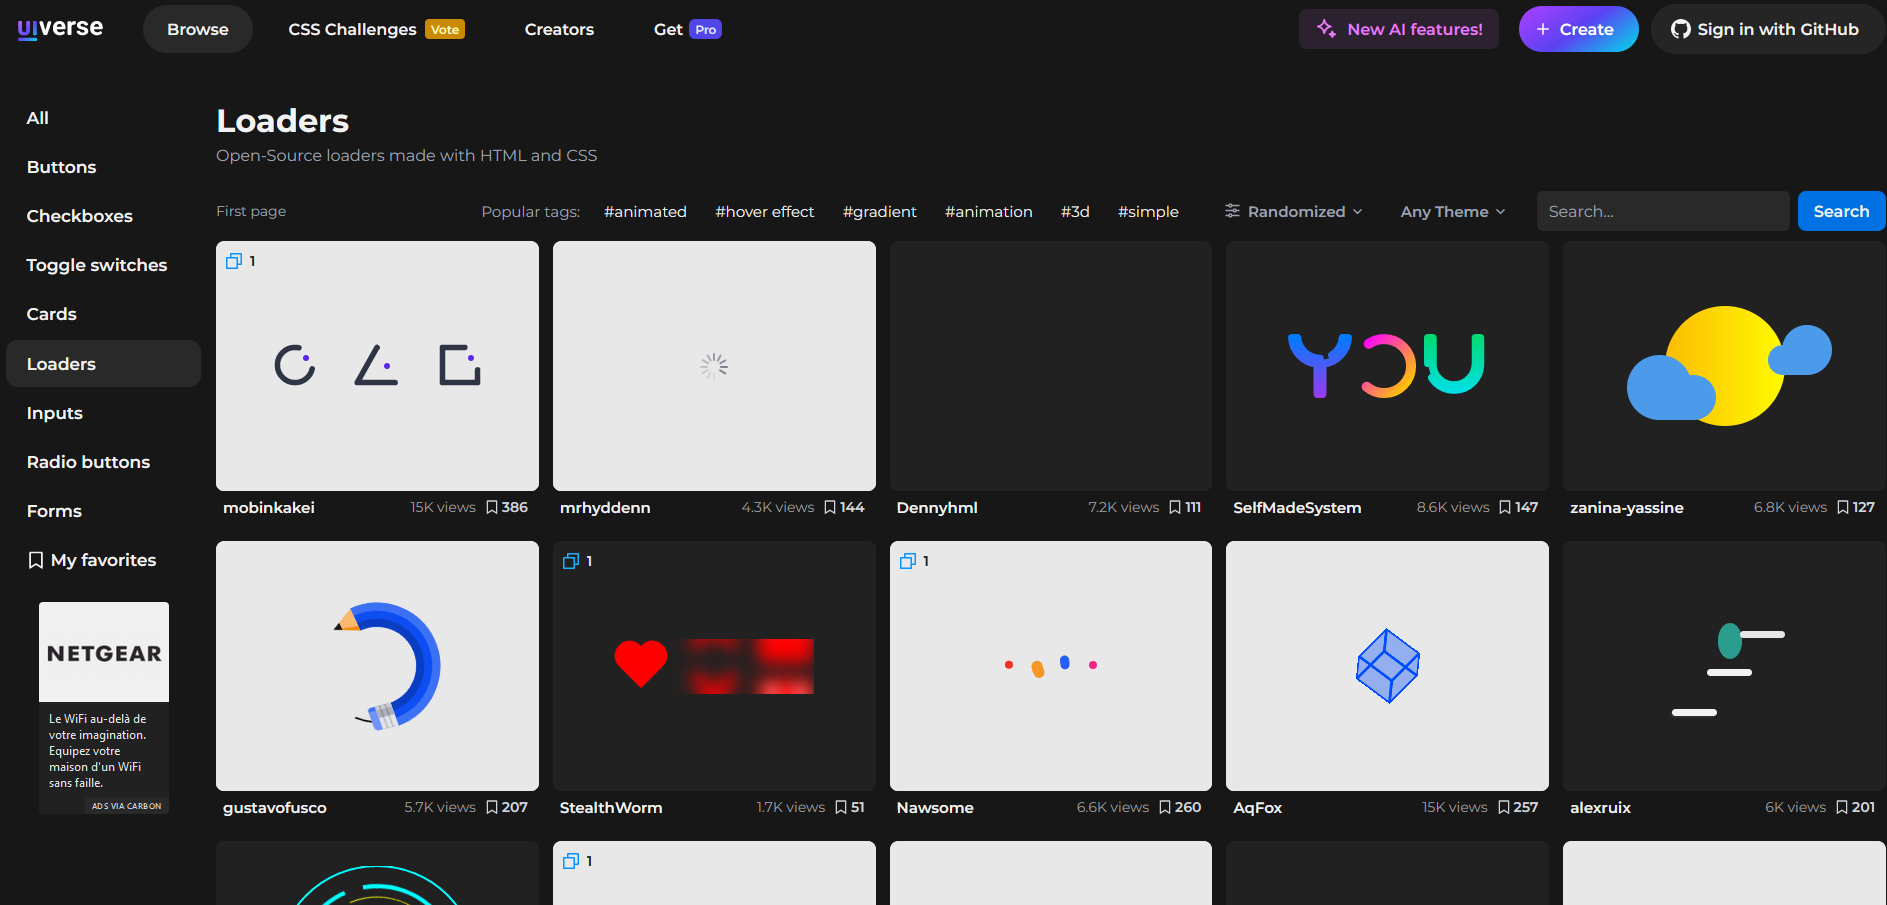 uiverse
Browse
CSS Challenges Vote
Creators
Get Pro
New AI features!
+ Create
Sign in with GitHub
All
Buttons
Checkboxes
Toggle switches
Cards
Loaders
Inputs
Radio buttons
Forms
My favorites
NETGEAR
Le WiFi au-delà de
votre imagination.
Equipez votre
maison d'un WiFi
sans faille.
ADS VIA CARBON
Loaders
Open-Source loaders made with HTML and CSS
First page
Popular tags: #animated #hover effect #gradient #animation #3d #simple
Randomized
Any Theme
Search...
Search
1
YOU
mobinkakei 15K views 386
mrhyddenn 4.3K views 144
Dennyhml 7.2K views 111
SelfMadeSystem 8.6K views 147
zanina-yassine 6.8K views 127
1
1
gustavofusco 5.7K views 207
StealthWorm 1.7K views 51
Nawsome 6.6K views 260
AqFox 15K views 257
alexruix 6K views 201
1